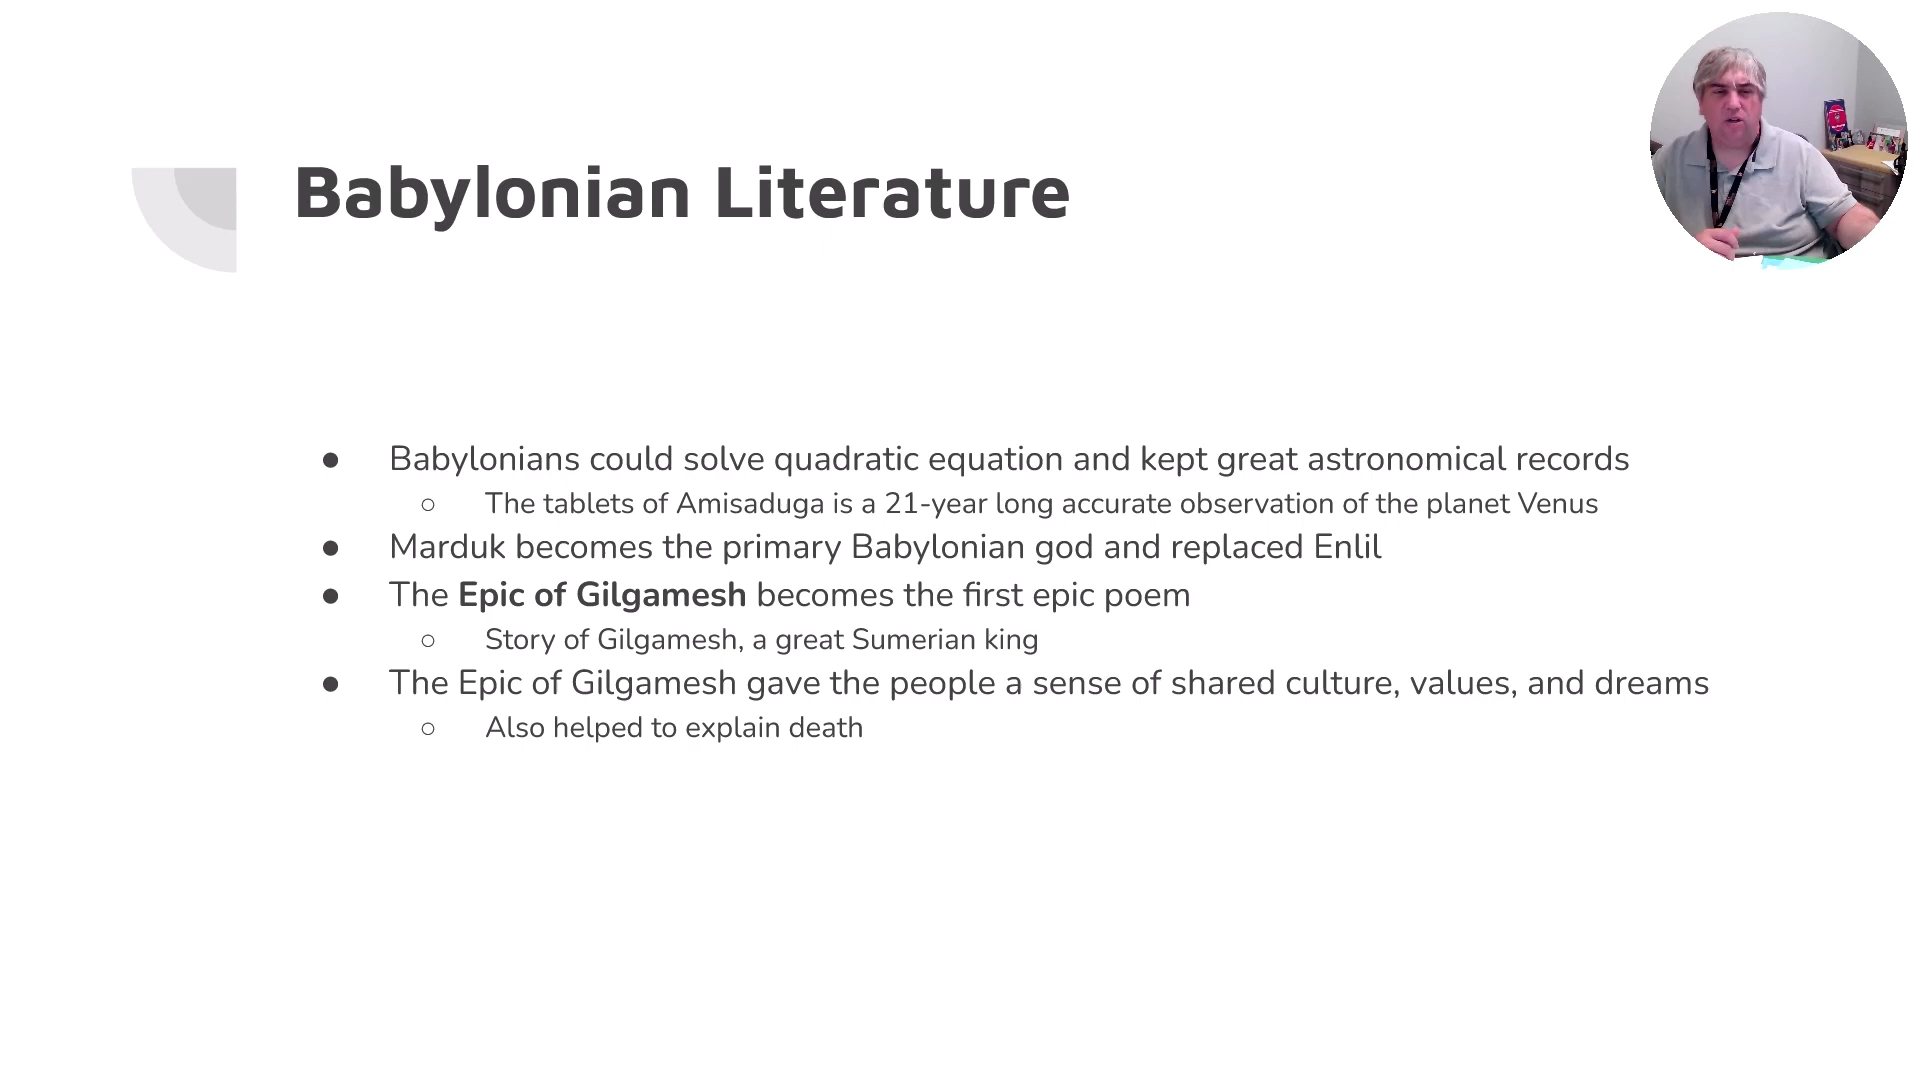 Babylonian Literature
● Babylonians could solve quadratic equation and kept great astronomical records
○ The tablets of Amisaduga is a 21-year long accurate observation of the planet Venus
● Marduk becomes the primary Babylonian god and replaced Enlil
● The Epic of Gilgamesh becomes the first epic poem
○ Story of Gilgamesh, a great Sumerian king
● The Epic of Gilgamesh gave the people a sense of shared culture, values, and dreams
○ Also helped to explain death